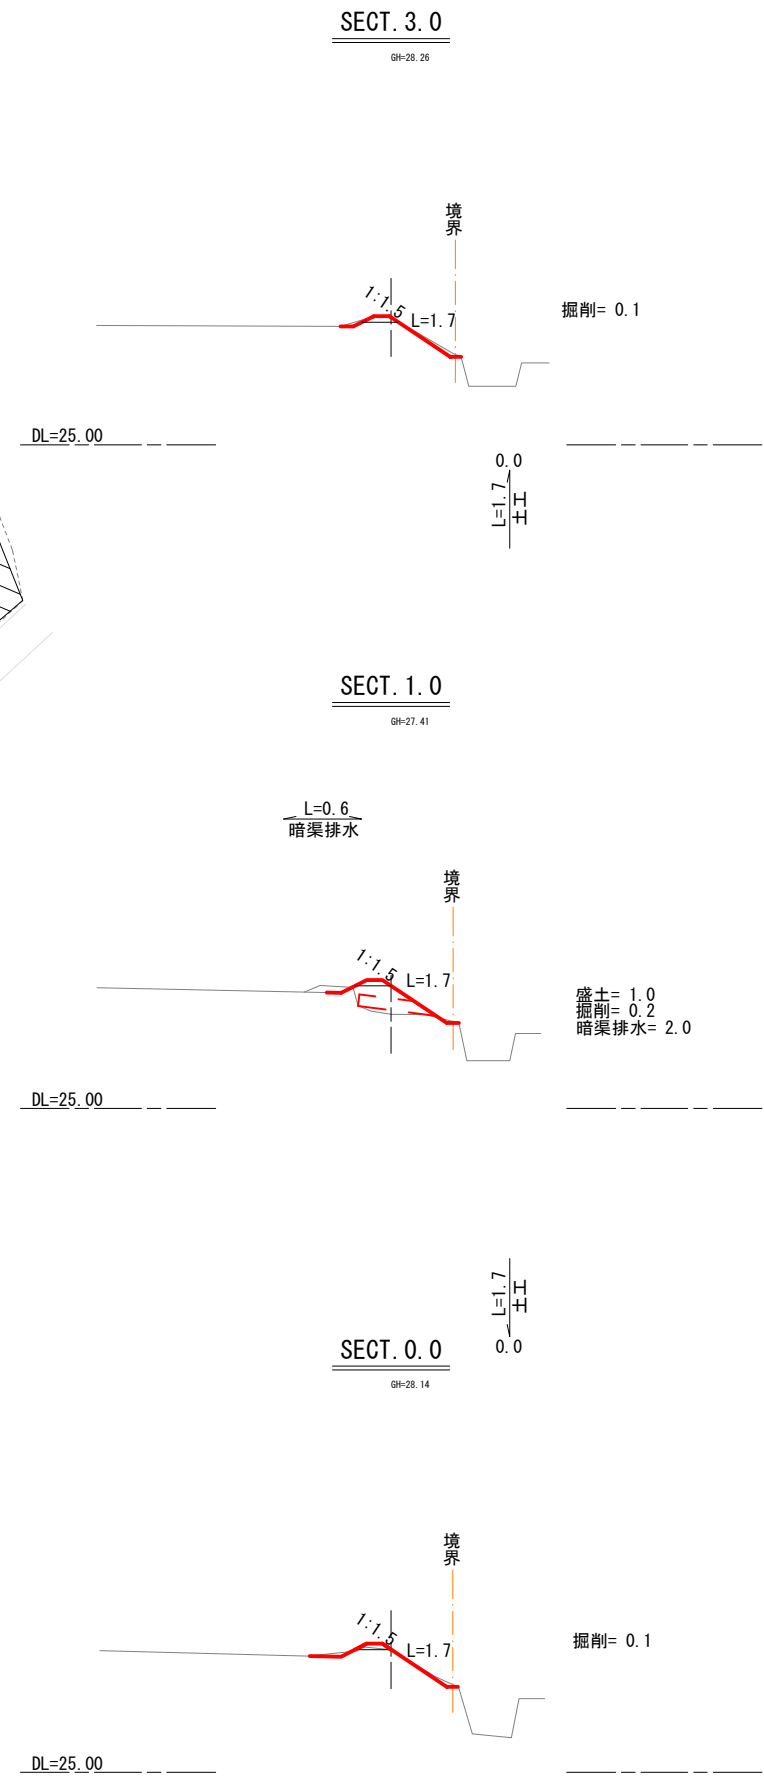 SECT.3.0
GH=28.26
境界
1:1.5
L=1.7
掘削= 0.1
DL=25.00
0.0
L=1.7
土工
SECT.1.0
GH=27.41
L=0.6
暗渠排水
境界
1:1.5
L=1.7
盛土= 1.0
掘削= 0.2
暗渠排水= 2.0
DL=25.00
L=1.7
土工
0.0
SECT.0.0
GH=28.14
境界
1:1.5
L=1.7
掘削= 0.1
DL=25.00